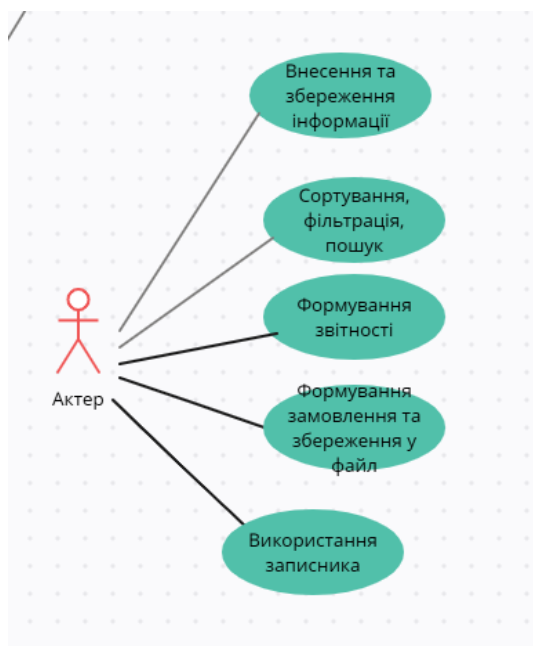 Внесення та
збереження
інформації
Сортування,
фільтрація,
пошук
Формування
звітності
Актер
Формування
замовлення та
збереження у
файл
Використання
записника